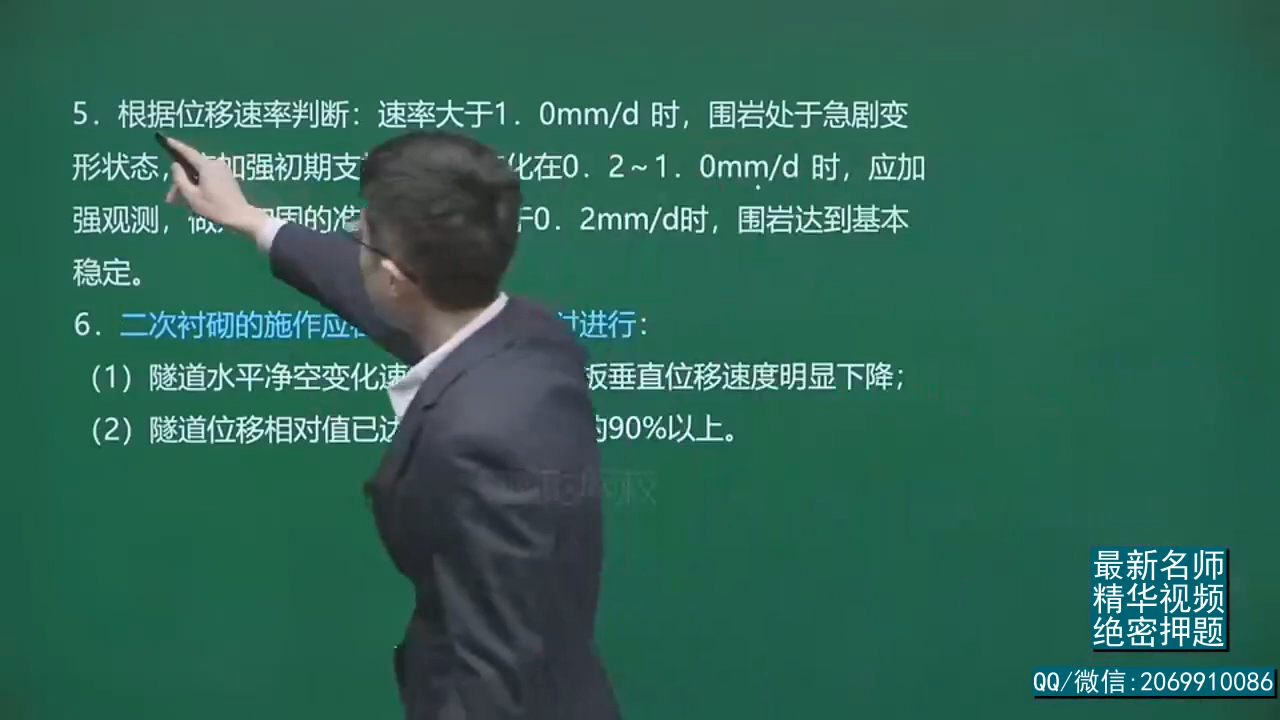 5．根据位移速率判断：速率大于1．0mm/d 时，围岩处于急剧变
形状态，加强初期支 化在0．2～1．0mm/d 时，应加
强观测，做 围的准 于0．2mm/d时，围岩达到基本
稳定。
6．二次衬砌的施作应 进行：
（1）隧道水平净空变化速 板垂直位移速度明显下降；
（2）隧道位移相对值已达 的90%以上。
最新名师
精华视频
绝密押题
QQ/微信:2069910086